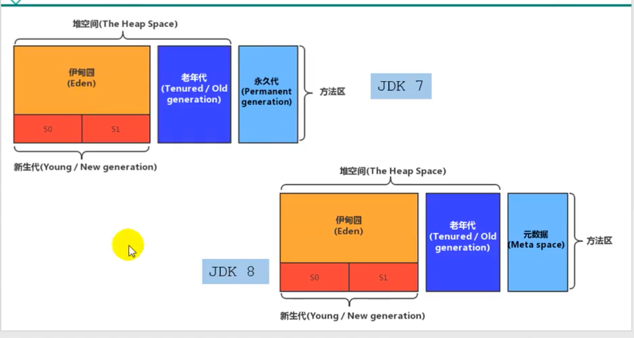 堆空间(The Heap Space)
伊甸园
(Eden)
S0
S1
老年代
(Tenured / Old
generation)
永久代
(Permanent
generation)
方法区
JDK 7
新生代(Young / New generation)
堆空间(The Heap Space)
伊甸园
(Eden)
S0
S1
老年代
(Tenured / Old
generation)
元数据
(Meta space)
方法区
JDK 8
新生代(Young / New generation)